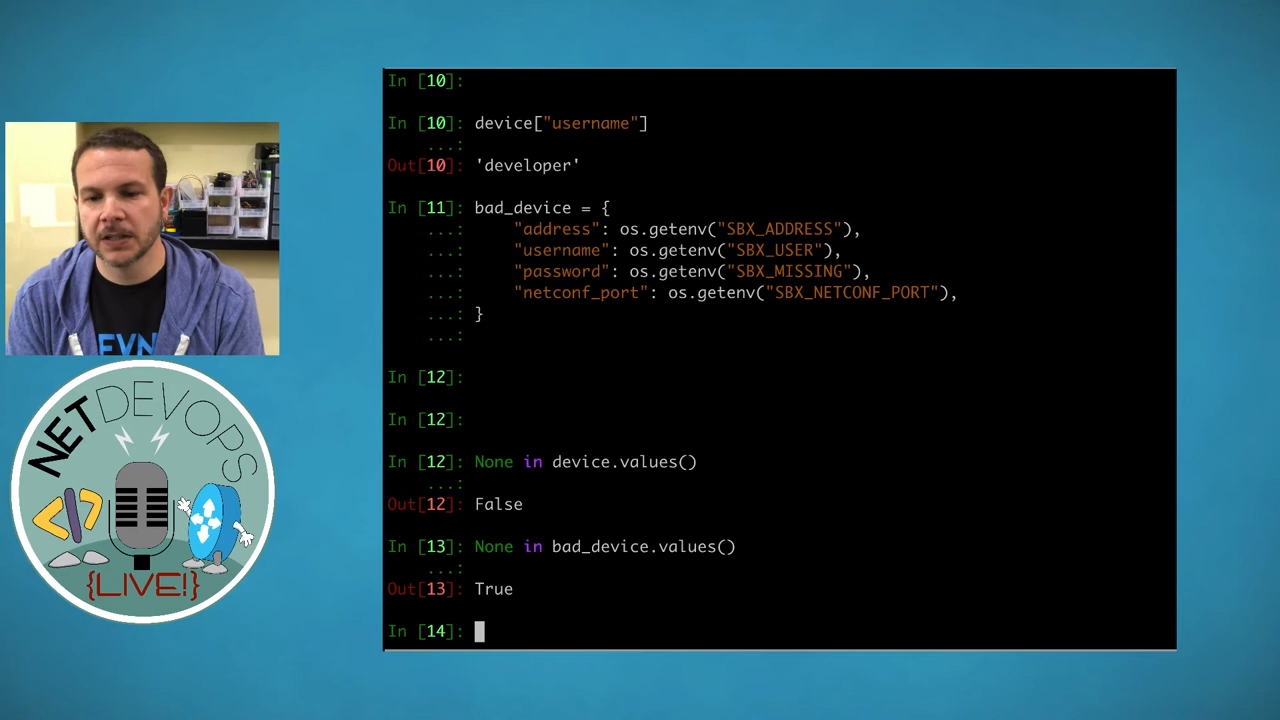 In [10]:
In [10]: device["username"]
...:
Out[10]: 'developer'
In [11]: bad_device = {
...: "address": os.getenv("SBX_ADDRESS"),
...: "username": os.getenv("SBX_USER"),
...: "password": os.getenv("SBX_MISSING"),
...: "netconf_port": os.getenv("SBX_NETCONF_PORT"),
...: }
...:
In [12]:
In [12]:
In [12]: None in device.values()
...:
Out[12]: False
In [13]: None in bad_device.values()
...:
Out[13]: True
In [14]:
EVN
NETDEVOPS
</>
{LIVE!}